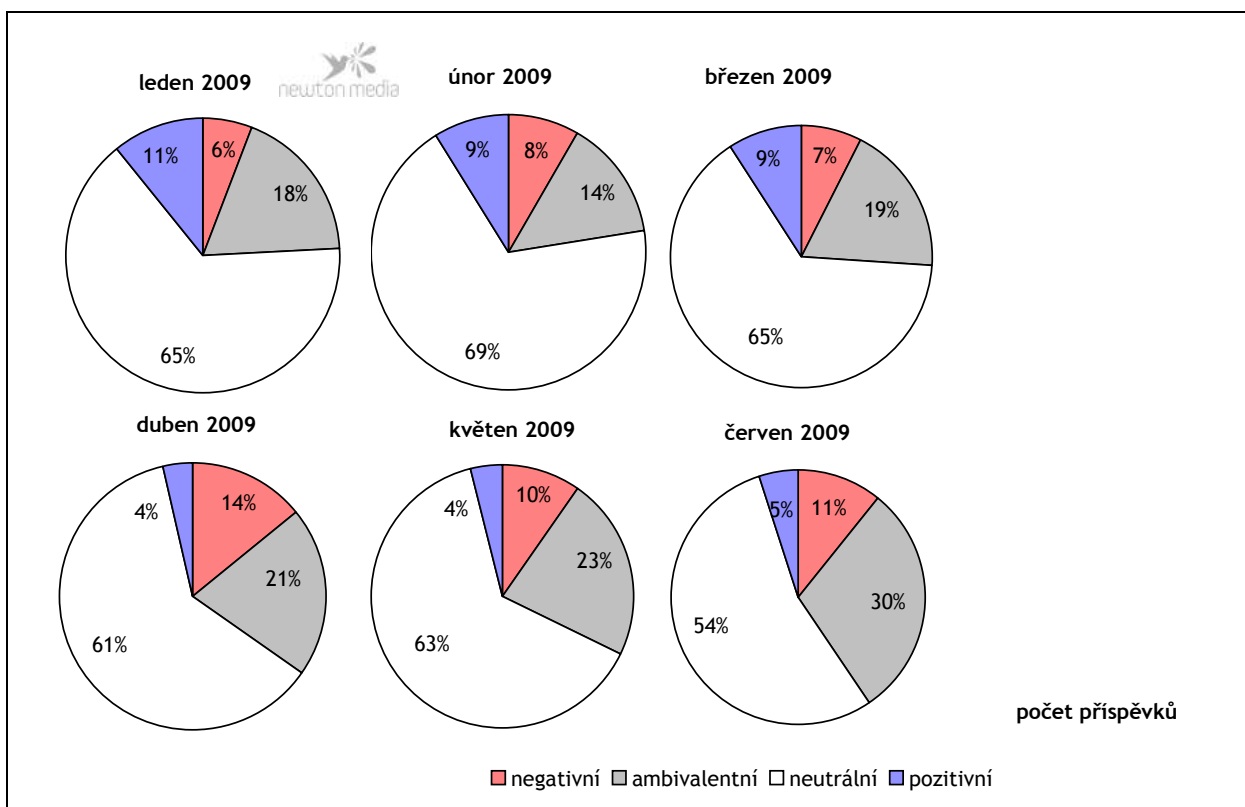 leden 2009
newton media
únor 2009
březen 2009
11%
6%
18%
65%
9%
8%
14%
69%
9%
7%
19%
65%
duben 2009
květen 2009
červen 2009
4%
14%
21%
61%
4%
10%
23%
63%
5%
11%
30%
54%
počet příspěvků
negativní ambivalentní neutrální pozitivní